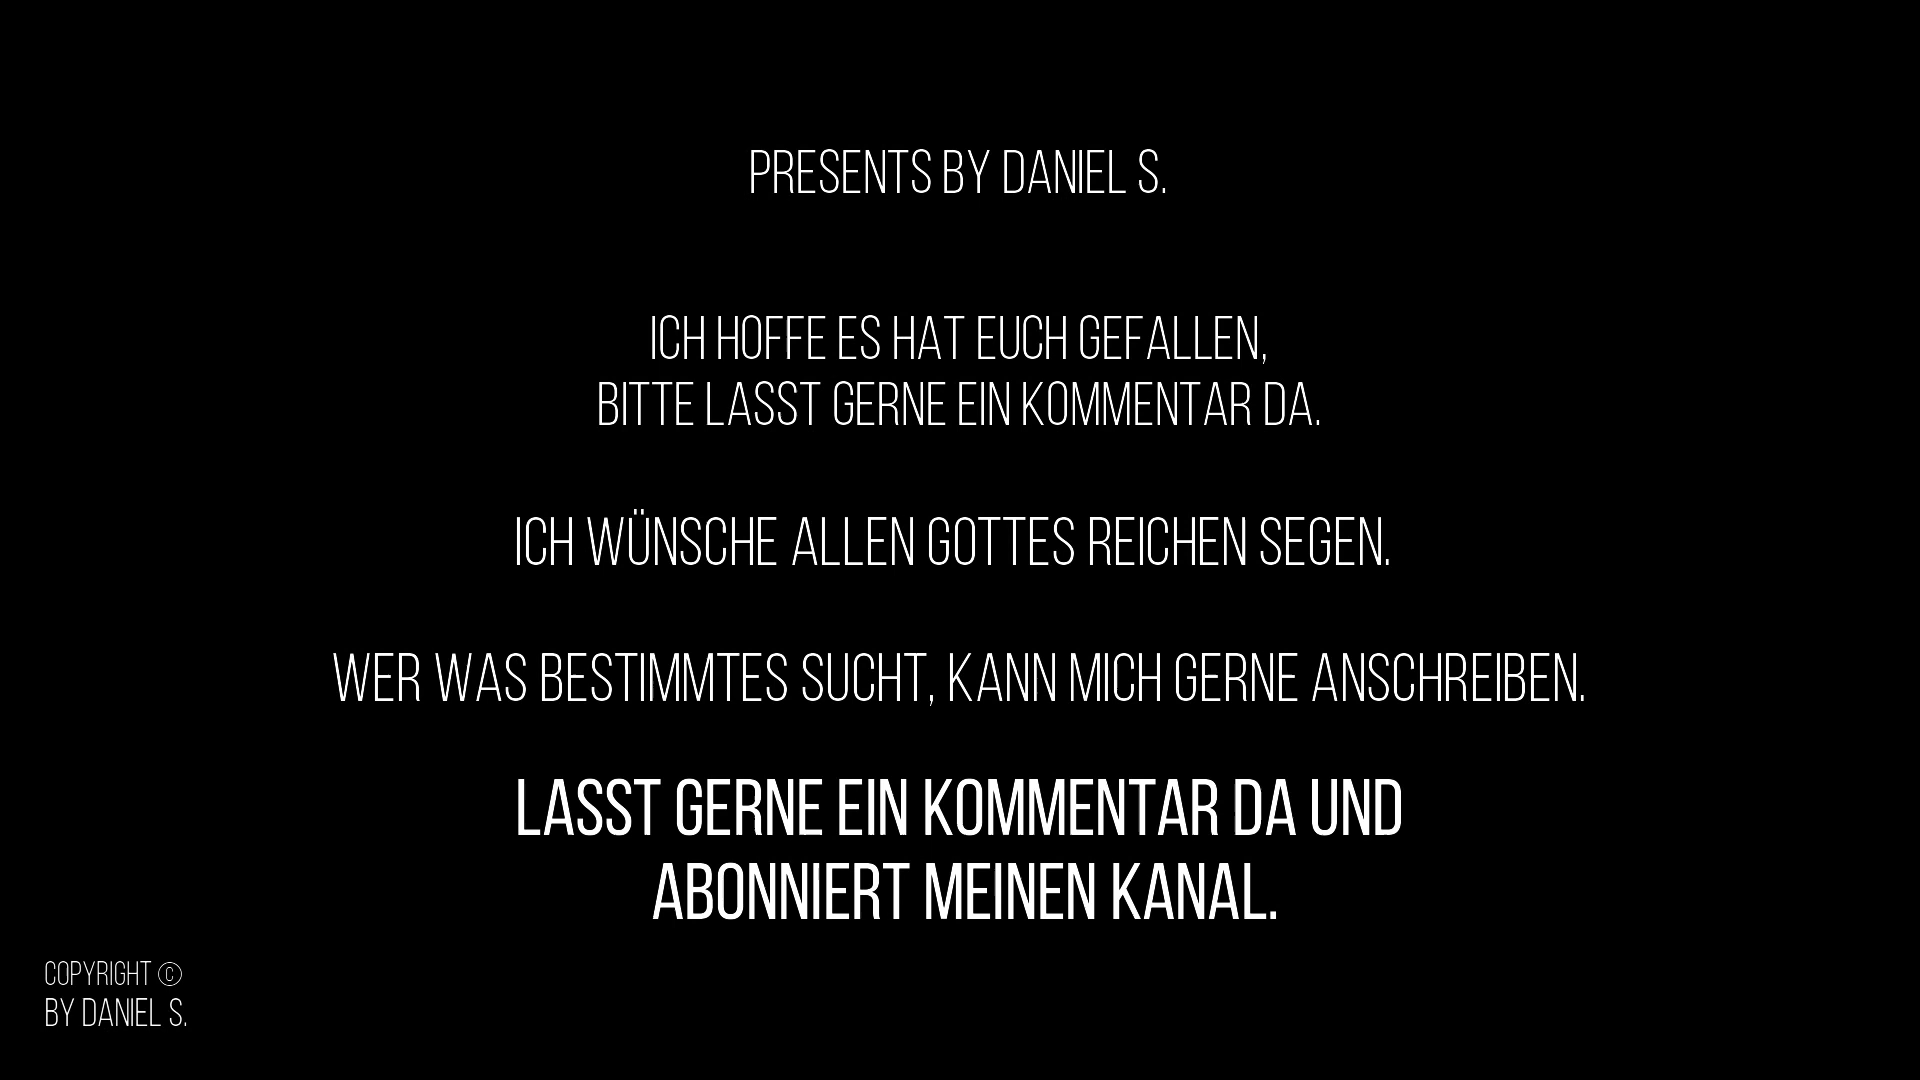 PRESENTS BY DANIEL S.
ICH HOFFE ES HAT EUCH GEFALLEN,
BITTE LASST GERNE EIN KOMMENTAR DA.
ICH WÜNSCHE ALLEN GOTTES REICHEN SEGEN.
WER WAS BESTIMMTES SUCHT, KANN MICH GERNE ANSCHREIBEN.
LASST GERNE EIN KOMMENTAR DA UND
ABONNIERT MEINEN KANAL.
COPYRIGHT ©
BY DANIEL S.